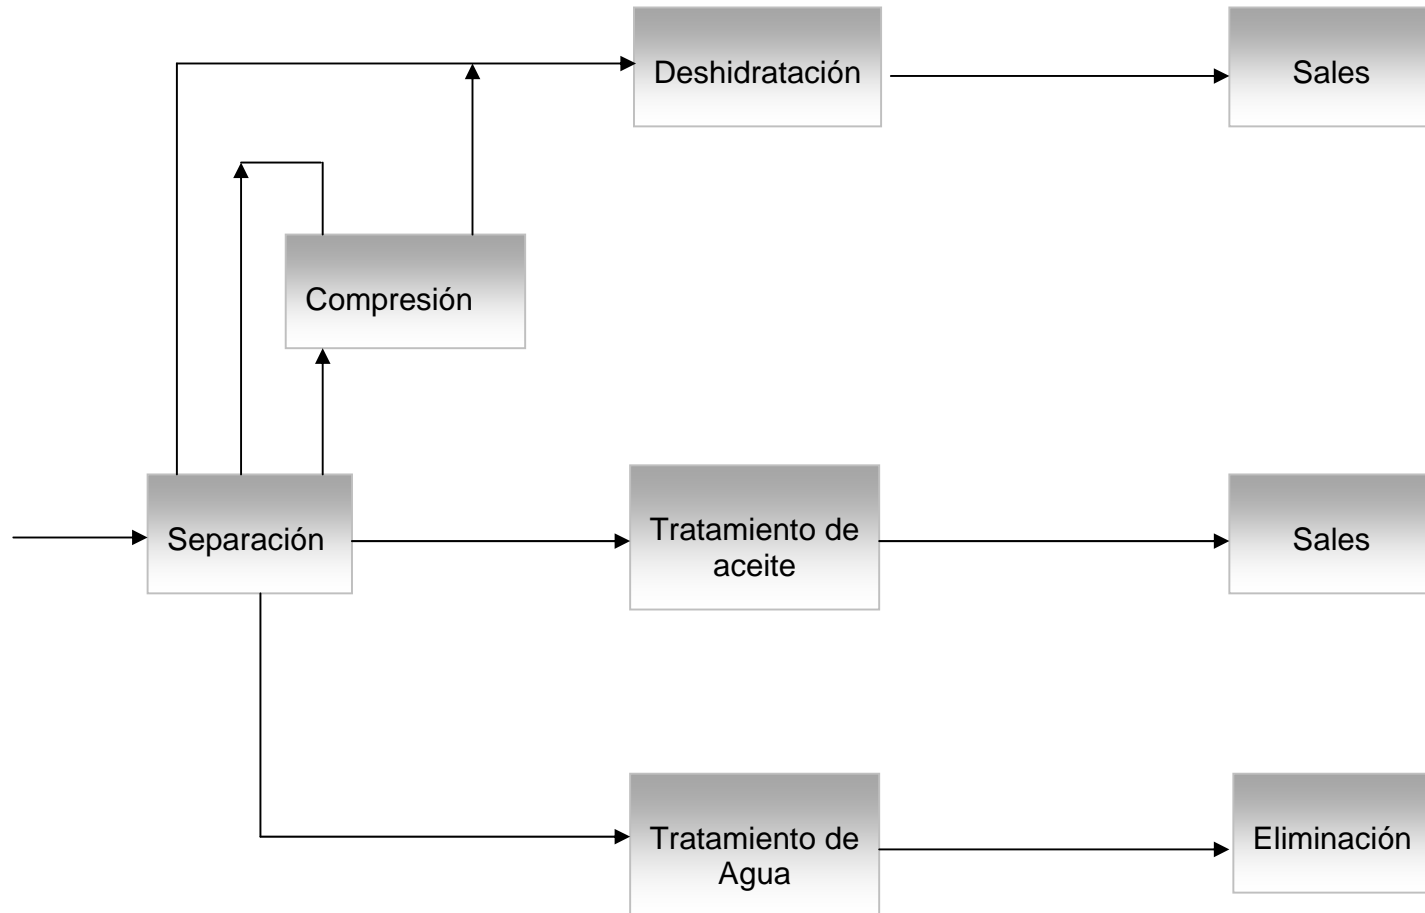 Deshidratación
Sales
Compresión
Separación
Tratamiento de
aceite
Sales
Tratamiento de
Agua
Eliminación